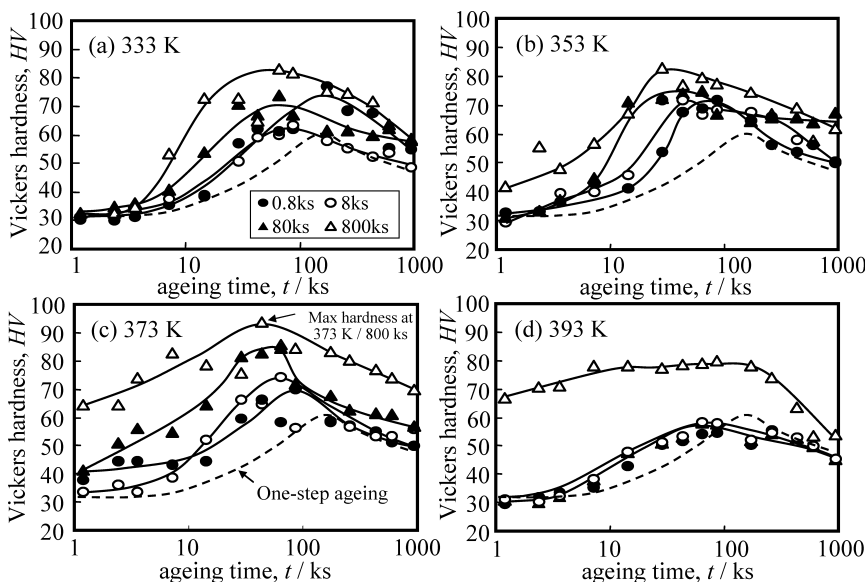 100
90
80
70
60
50
40
30
20
Vickers hardness, HV
(a) 333 K
0.8ks 8ks
80ks 800ks
1 10 100 1000
ageing time, t / ks
100
90
80
70
60
50
40
30
20
Vickers hardness, HV
(b) 353 K
1 10 100 1000
ageing time, t / ks
100
90
80
70
60
50
40
30
20
Vickers hardness, HV
(c) 373 K
Max hardness at
373 K / 800 ks
One-step ageing
1 10 100 1000
ageing time, t / ks
100
90
80
70
60
50
40
30
20
Vickers hardness, HV
(d) 393 K
1 10 100 1000
ageing time, t / ks